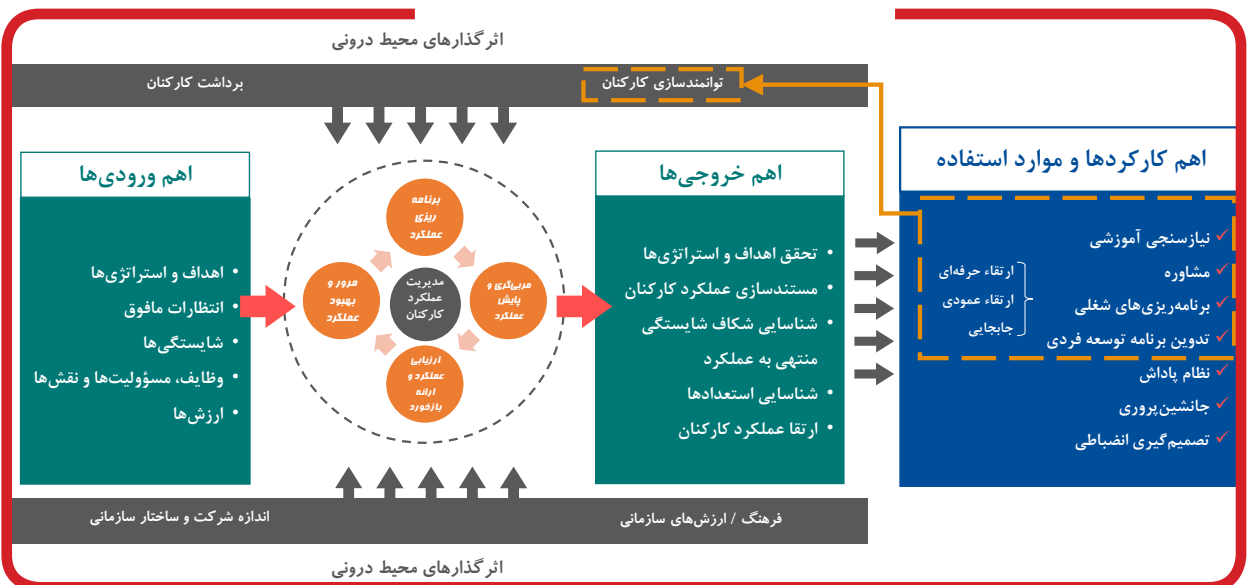 اثرگذارهای محیط درونی
برداشت کارکنان
توانمندسازی کارکنان
اهم ورودی‌ها
اهداف و استراتژی‌ها
انتظارات مافوق
شایستگی‌ها
وظایف، مسؤولیت‌ها و نقش‌ها
ارزش‌ها
برنامه
ریزی
عملکرد
مربی‌گری و
پایش
عملکرد
ارزیابی
عملکرد و
ارائه
بازخورد
مرور و
بهبود
عملکرد
مدیریت
عملکرد
کارکنان
اهم خروجی‌ها
تحقق اهداف و استراتژی‌ها
مستندسازی عملکرد کارکنان
شناسایی شکاف شایستگی
منتهی به عملکرد
شناسایی استعدادها
ارتقا عملکرد کارکنان
اهم کارکردها و موارد استفاده
نیازسنجی آموزشی
مشاوره
برنامه‌ریزی‌های شغلی
ارتقاء حرفه‌ای
ارتقاء عمودی
جابجایی
تدوین برنامه توسعه فردی
نظام پاداش
جانشین‌پروری
تصمیم‌گیری انضباطی
اندازه شرکت و ساختار سازمانی
فرهنگ / ارزش‌های سازمانی
اثرگذارهای محیط درونی